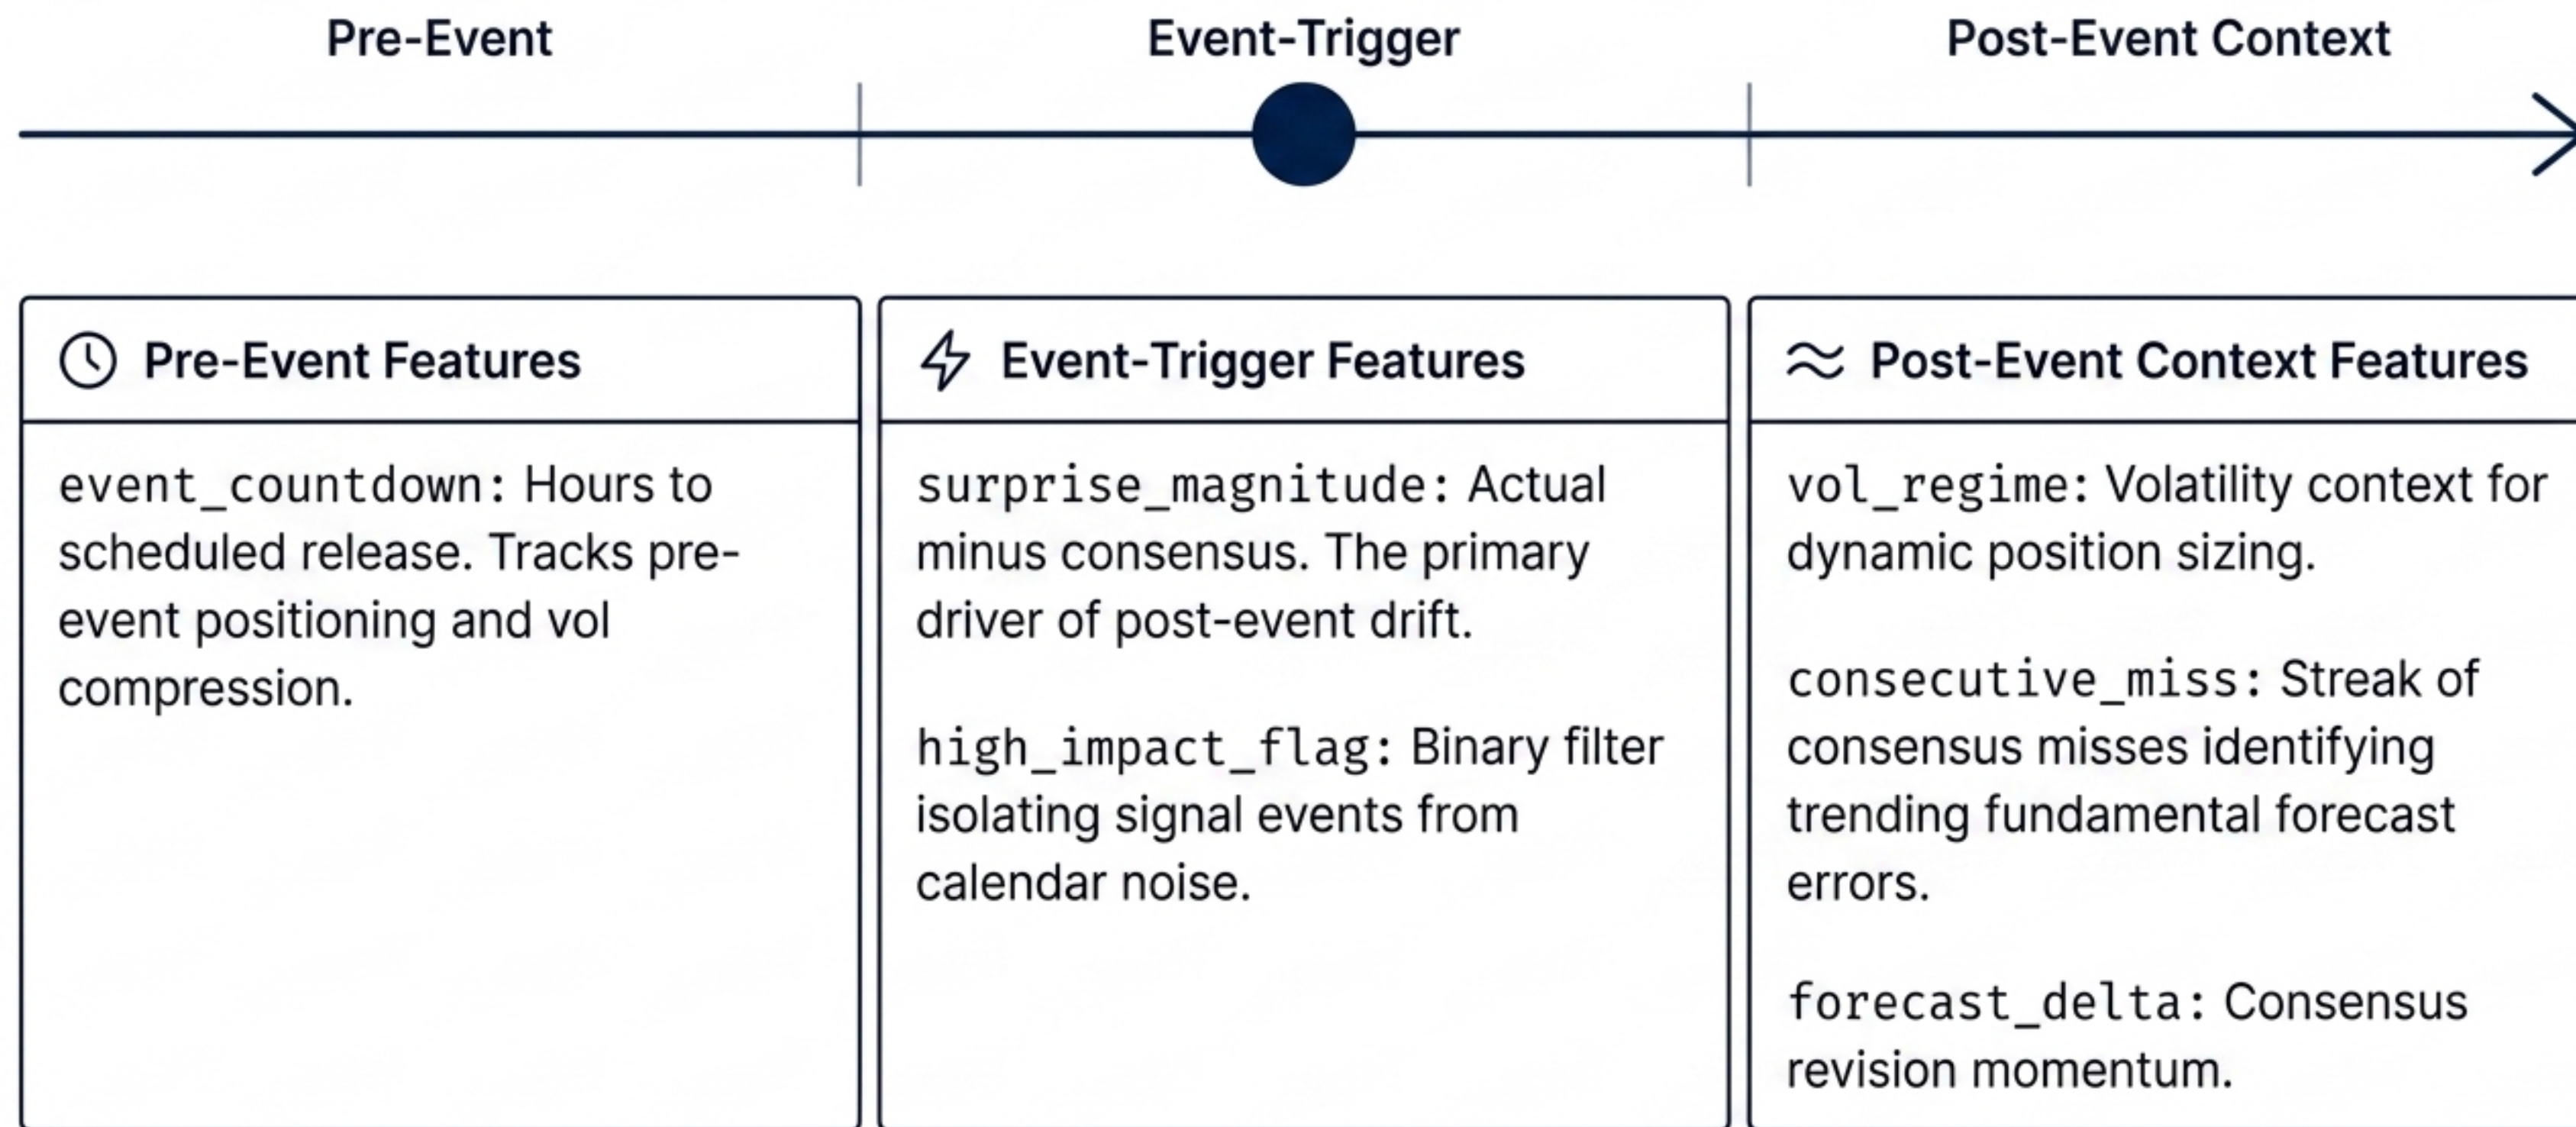 Pre-Event
Event-Trigger
Post-Event Context
Pre-Event Features
event_countdown: Hours to
scheduled release. Tracks pre-
event positioning and vol
compression.
Event-Trigger Features
surprise_magnitude: Actual
minus consensus. The primary
driver of post-event drift.
high_impact_flag: Binary filter
isolating signal events from
calendar noise.
Post-Event Context Features
vol_regime: Volatility context for
dynamic position sizing.
consecutive_miss: Streak of
consensus misses identifying
trending fundamental forecast
errors.
forecast_delta: Consensus
revision momentum.